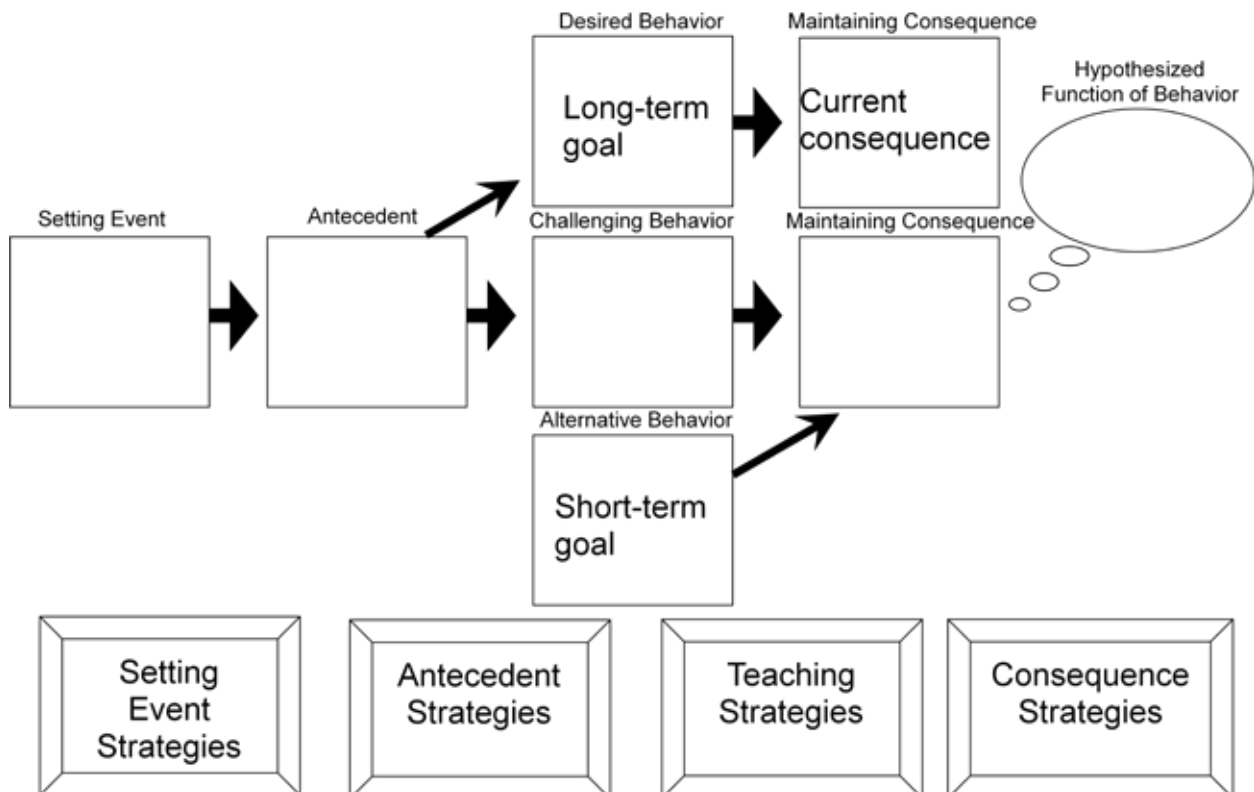 Desired Behavior
Maintaining Consequence
Hypothesized
Function of Behavior
Long-term
goal
Current
consequence
Setting Event
Antecedent
Challenging Behavior
Maintaining Consequence
Alternative Behavior
Short-term
goal
Setting
Event
Strategies
Antecedent
Strategies
Teaching
Strategies
Consequence
Strategies